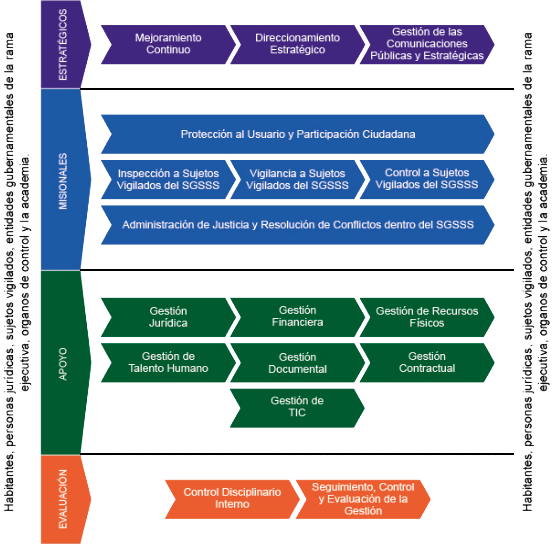 Habitantes, personas jurídicas, sujetos vigilados, entidades gubernamentales de la rama
ejecutiva, organos de control y la academia.
ESTRATÉGICOS
Mejoramiento
Continuo
Direccionamiento
Estratégico
Gestión de las
Comunicaciones
Públicas y Estratégicas
MISIONALES
Protección al Usuario y Participación Ciudadana
Inspección a Sujetos
Vigilados del SGSSS
Vigilancia a Sujetos
Vigilados del SGSSS
Control a Sujetos
Vigilados del SGSSS
Administración de Justicia y Resolución de Conflictos dentro del SGSSS
APOYO
Gestión
Jurídica
Gestión
Financiera
Gestión de Recursos
Físicos
Gestión de
Talento Humano
Gestión
Documental
Gestión
Contractual
Gestión de
TIC
EVALUACIÓN
Control Disciplinario
Interno
Seguimiento, Control
y Evaluación de la
Gestión
Habitantes, personas jurídicas, sujetos vigilados, entidades gubernamentales de la rama
ejecutiva, organos de control y la academia.